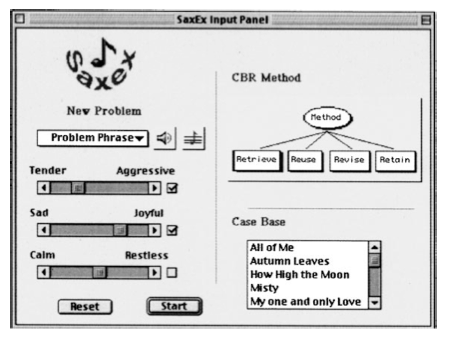 SaxEx Input Panel
Saxex
New Problem
Problem Phrase
Tender Aggressive
Sad Joyful
Calm Restless
Reset Start
CBR Method
Method
Retrieve Reuse Revise Retain
Case Base
All of Me
Autumn Leaves
How High the Moon
Misty
My one and only Love